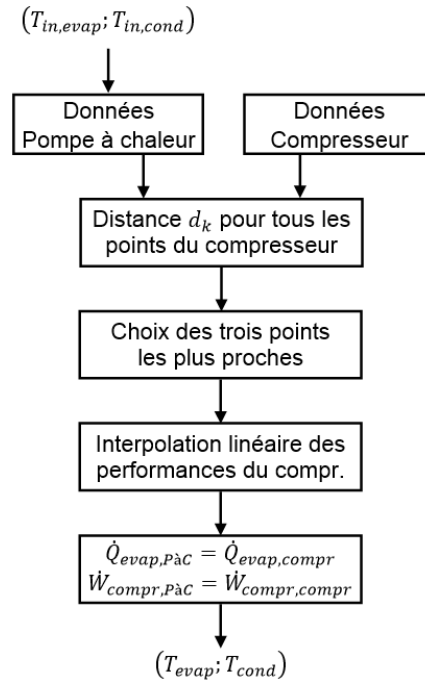 (T_{in,evap}; T_{in,cond})
Données
Pompe à chaleur
Données
Compresseur
Distance d_k pour tous les
points du compresseur
Choix des trois points
les plus proches
Interpolation linéaire des
performances du compr.
Q̇_{evap,PàC} = Q̇_{evap,compr}
Ẇ_{compr,PàC} = Ẇ_{compr,compr}
(T_{evap}; T_{cond})